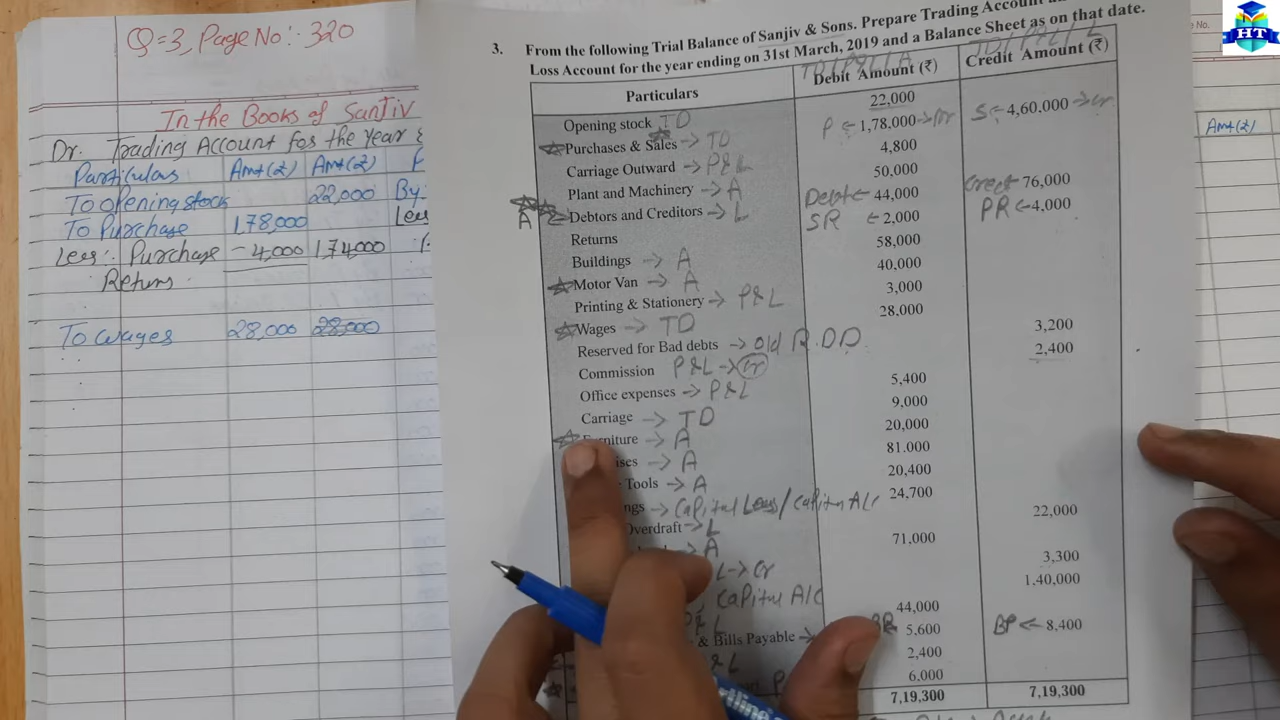 Q=3, Page No:- 320
In the Books of Sanjiv
Dr. Trading Account for the Year
Particulars Amt(₹) Amt(₹)
To opening stock 22,000 By:
To Purchase 1,78,000
Less: Purchase -4,000 1,74,000
Return
To wages 28,000 28,000
3. From the following Trial Balance of Sanjiv & Sons. Prepare Trading Account
Loss Account for the year ending on 31st March, 2019 and a Balance Sheet as on that date.
Particulars Debit Amount (₹) Credit Amount (₹)
Opening stock TD 22,000
Purchases & Sales → TD P ← 1,78,000 → Dr S ← 4,60,000 → Cr
Carriage Outward → P&L 4,800
Plant and Machinery → A 50,000
A Debtors and Creditors → L Debt ← 44,000 Cred ← 76,000
Returns SR ← 2,000 PR ← 4,000
Buildings → A 58,000
Motor Van → A 40,000
Printing & Stationery → P&L 3,000
Wages → TD 28.000
Reserved for Bad debts → Old R.D.D. 3,200
Commission P&L → Cr 2,400
Office expenses → P&L 5,400
Carriage → TD 9,000
Furniture → A 20,000
ises → A 81.000
Tools → A 20,400
ngs → Capital Less / Capital A/c 24,700
Overdraft → L 22,000
A 71,000
L → Cr 3,300
Capital A/C 1.40,000
44,000
& Bills Payable → BR 5,600 BP ← 8,400
&L 2,400
6,000
7,19,300 7,19,300
HT
Amt(₹)
No.